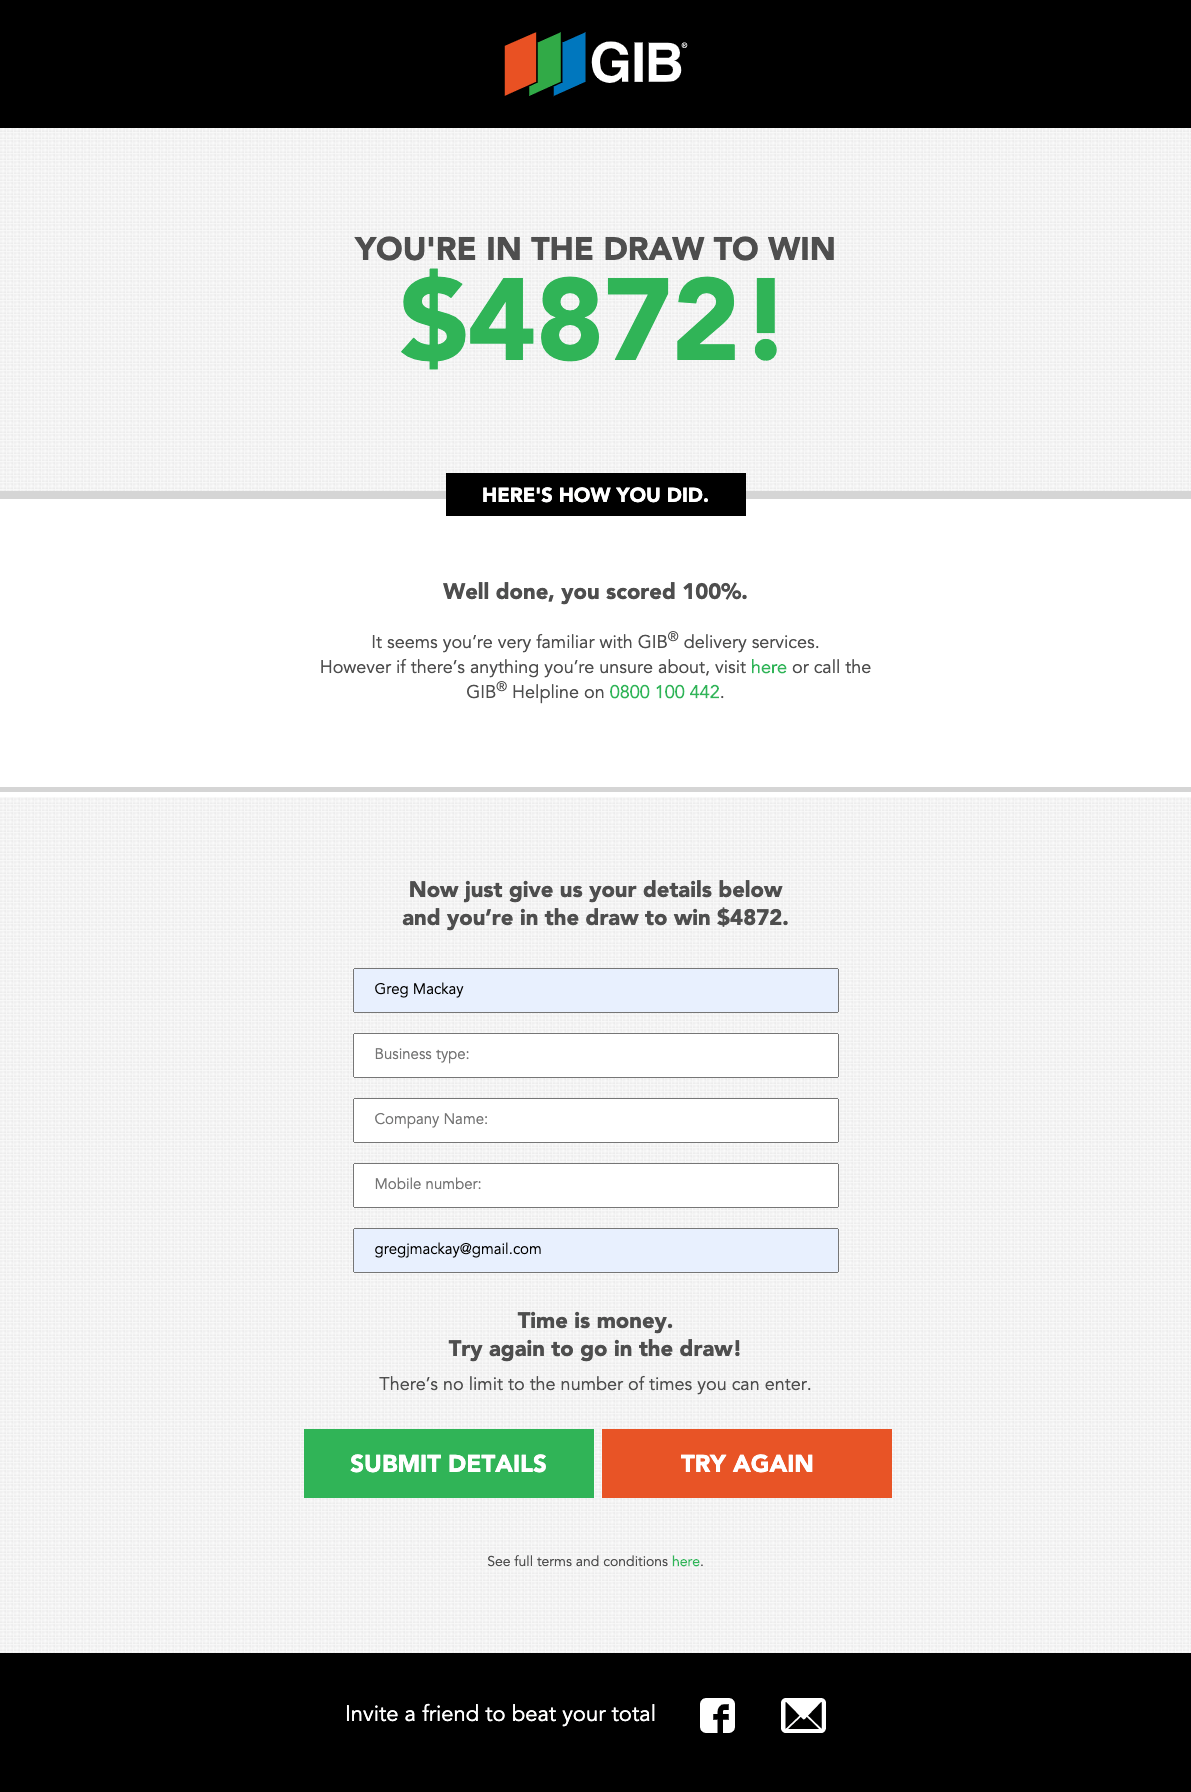 GIB®
YOU'RE IN THE DRAW TO WIN
$4872!
HERE'S HOW YOU DID.
Well done, you scored 100%.
It seems you’re very familiar with GIB® delivery services.
However if there’s anything you’re unsure about, visit here or call the
GIB® Helpline on 0800 100 442.
Now just give us your details below
and you’re in the draw to win $4872.
Greg Mackay
Business type:
Company Name:
Mobile number:
gregjmackay@gmail.com
Time is money.
Try again to go in the draw!
There’s no limit to the number of times you can enter.
SUBMIT DETAILS
TRY AGAIN
See full terms and conditions here.
Invite a friend to beat your total